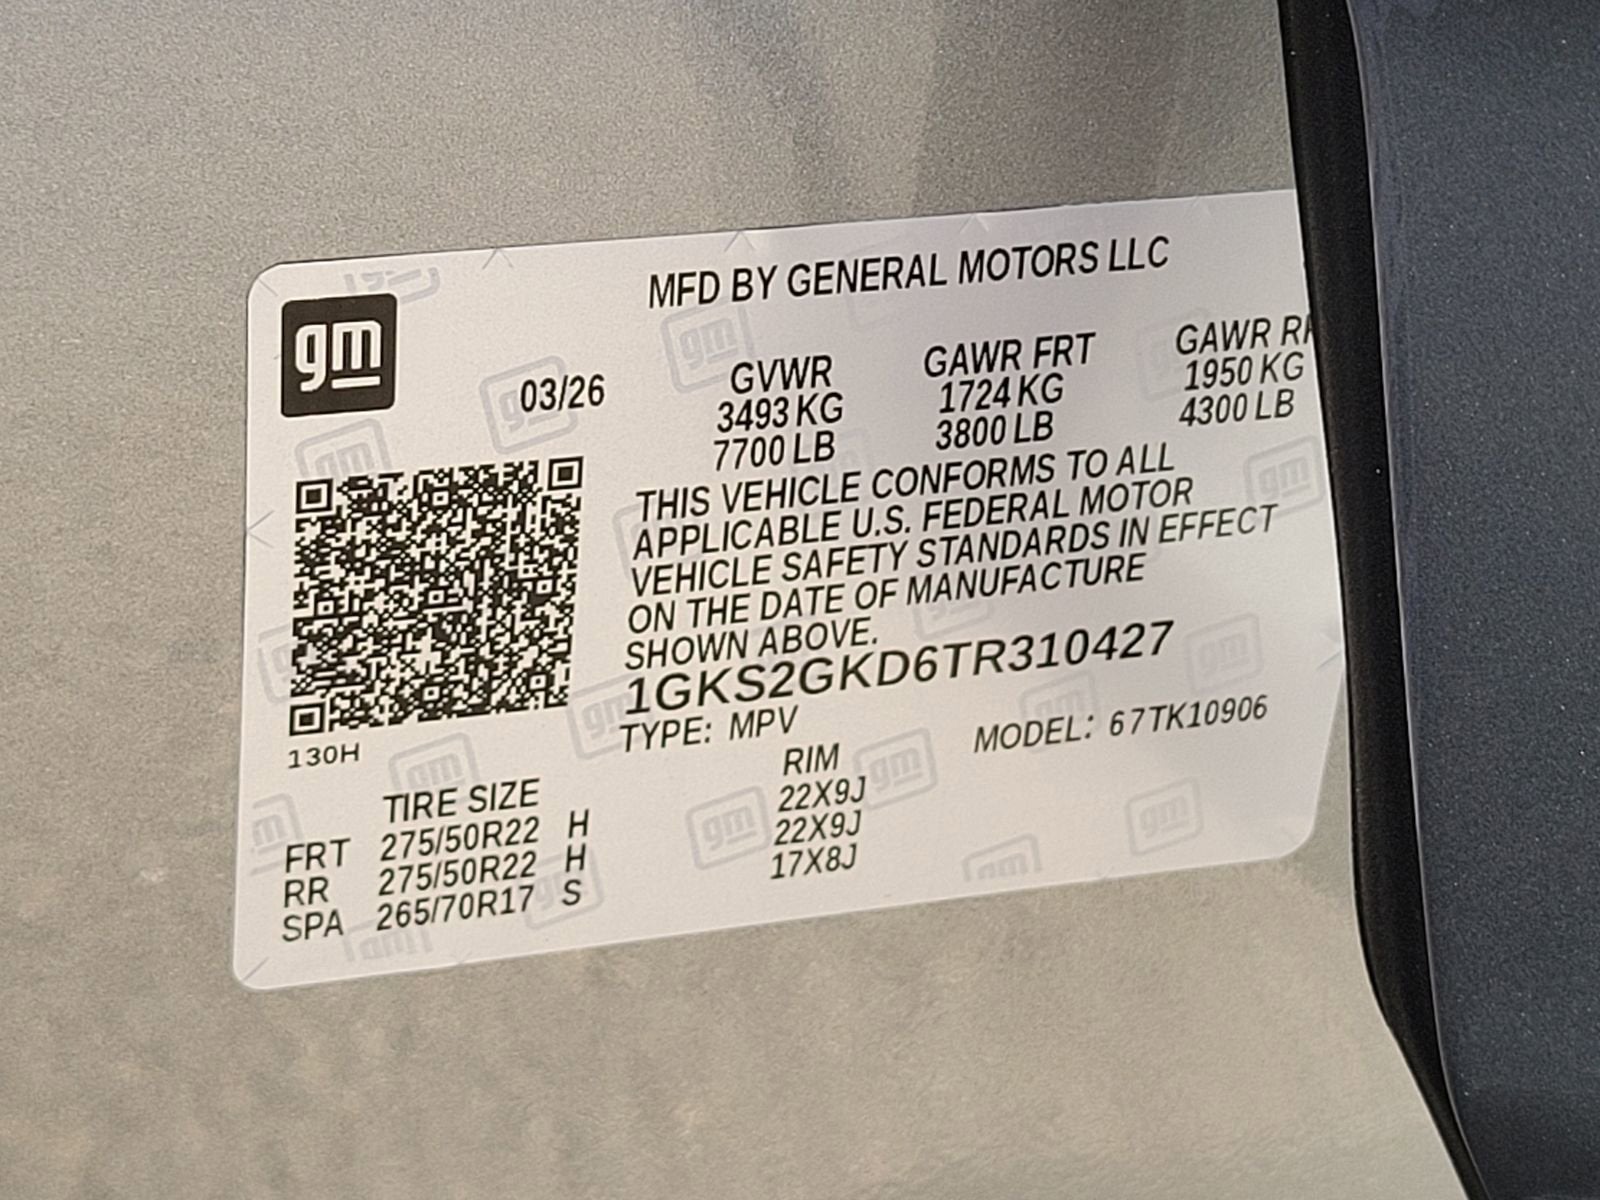 gm
MFD BY GENERAL MOTORS LLC
03/26
GVWR GAWR FRT GAWR
3493 KG 1724 KG 1950 KG
7700 LB 3800 LB 4300 LB
THIS VEHICLE CONFORMS TO ALL
APPLICABLE U.S. FEDERAL MOTOR
VEHICLE SAFETY STANDARDS IN EFFECT
ON THE DATE OF MANUFACTURE
SHOWN ABOVE.
1GKS2GKD6TR310427
TYPE: MPV MODEL: 67TK10906
130H
TIRE SIZE RIM
FRT 275/50R22 H 22X9J
RR 275/50R22 H 22X9J
SPA 265/70R17 S 17X8J